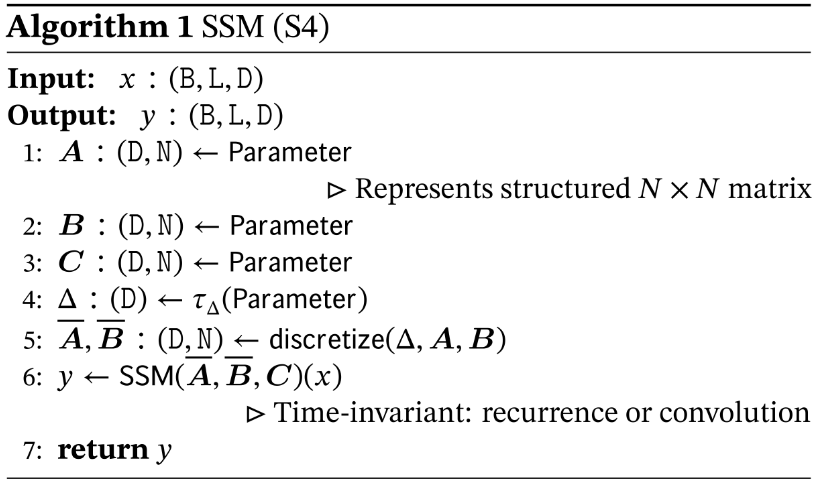 Algorithm 1 SSM (S4)
Input: x : (B, L, D)
Output: y : (B, L, D)
1: A : (D, N) ← Parameter
▷ Represents structured N × N matrix
2: B : (D, N) ← Parameter
3: C : (D, N) ← Parameter
4: Δ : (D) ← τ_Δ(Parameter)
5: A̅, B̅ : (D, N) ← discretize(Δ, A, B)
6: y ← SSM(A̅, B̅, C)(x)
▷ Time-invariant: recurrence or convolution
7: return y